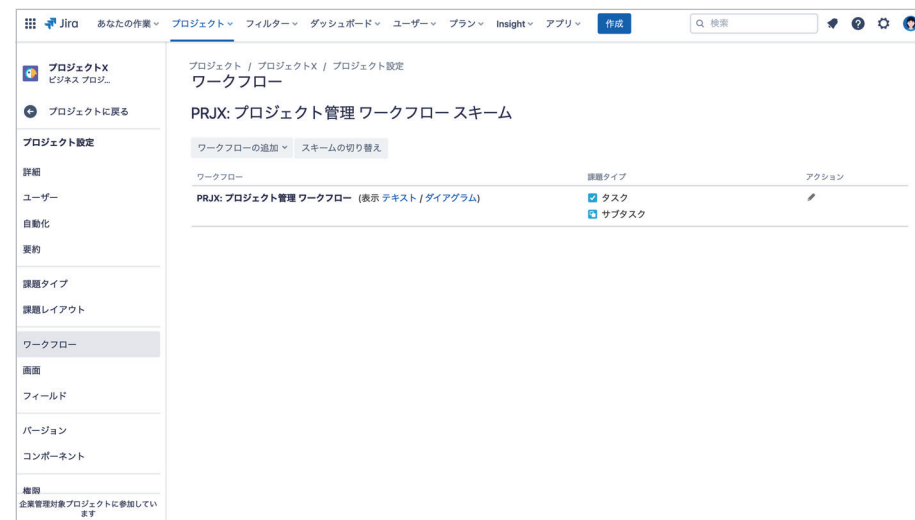 Jira あなたの作業 プロジェクト フィルター ダッシュボード ユーザー プラン Insight アプリ 作成 検索
プロジェクトX
ビジネス プロジ...
プロジェクトに戻る
プロジェクト設定
詳細
ユーザー
自動化
要約
課題タイプ
課題レイアウト
ワークフロー
画面
フィールド
バージョン
コンポーネント
権限
企業管理対象プロジェクトに参加してい
ます
プロジェクト / プロジェクトX / プロジェクト設定
ワークフロー
PRJX: プロジェクト管理 ワークフロー スキーム
ワークフローの追加 スキームの切り替え
ワークフロー 課題タイプ アクション
PRJX: プロジェクト管理 ワークフロー (表示 テキスト / ダイアグラム) タスク
サブタスク